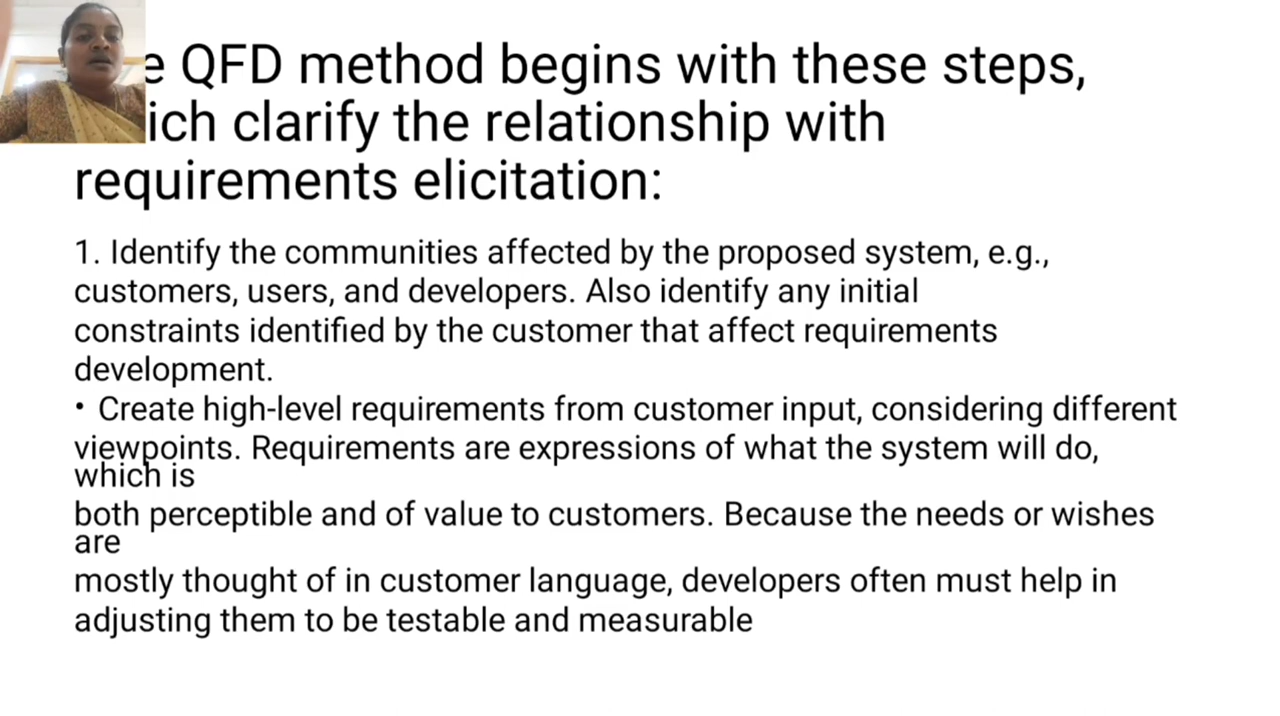 QFD method begins with these steps,
clarify the relationship with
requirements elicitation:
1. Identify the communities affected by the proposed system, e.g.,
customers, users, and developers. Also identify any initial
constraints identified by the customer that affect requirements
development.
• Create high-level requirements from customer input, considering different
viewpoints. Requirements are expressions of what the system will do,
which is
both perceptible and of value to customers. Because the needs or wishes
are
mostly thought of in customer language, developers often must help in
adjusting them to be testable and measurable